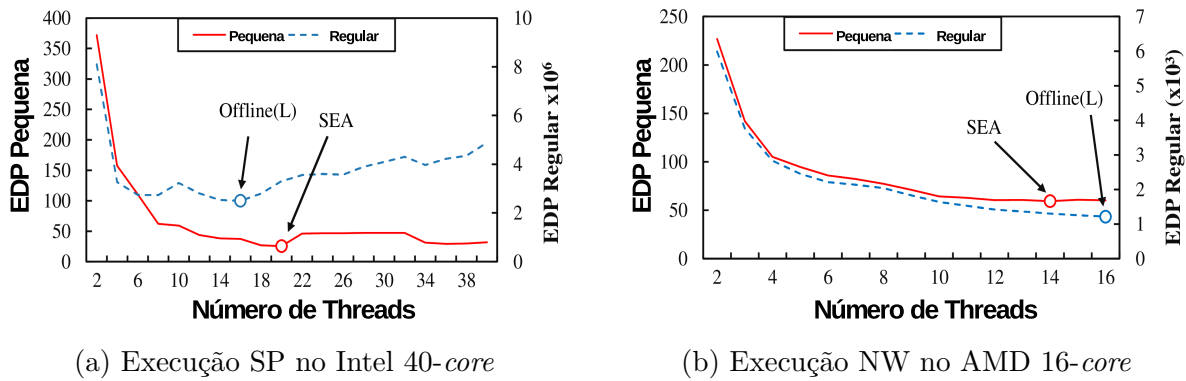 400
350
300
250
200
150
100
50
0
EDP Pequena
Pequena Regular
Offline(L)
SEA
10
8
6
4
2
0
EDP Regular x10⁶
2 6 10 14 18 22 26 30 34 38
Número de Threads
(a) Execução SP no Intel 40-core
250
200
150
100
50
0
EDP Pequena
Pequena Regular
Offline(L)
SEA
7
6
5
4
3
2
1
0
EDP Regular (x10³)
2 4 6 8 10 12 14 16
Número de Threads
(b) Execução NW no AMD 16-core